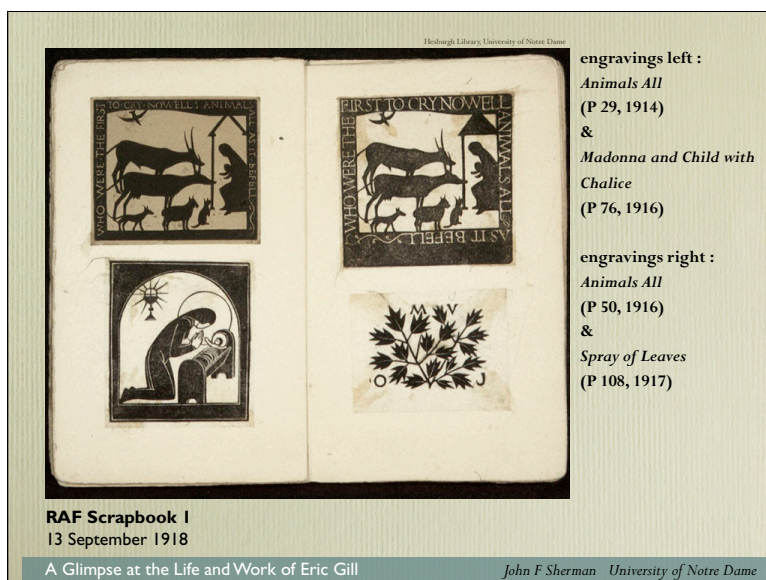 Hesburgh Library, University of Notre Dame
WHO·WERE·THE·FIRST
TO·CRY·NOWELL: ANIMALS
ALL AS IT BEFELL
WHO WERE THE
FIRST TO CRY NOWELL
ANIMALS ALL
AS IT BEFELL
M V
O J
engravings left :
Animals All
(P 29, 1914)
&
Madonna and Child with
Chalice
(P 76, 1916)
engravings right :
Animals All
(P 50, 1916)
&
Spray of Leaves
(P 108, 1917)
RAF Scrapbook 1
13 September 1918
A Glimpse at the Life and Work of Eric Gill
John F Sherman University of Notre Dame